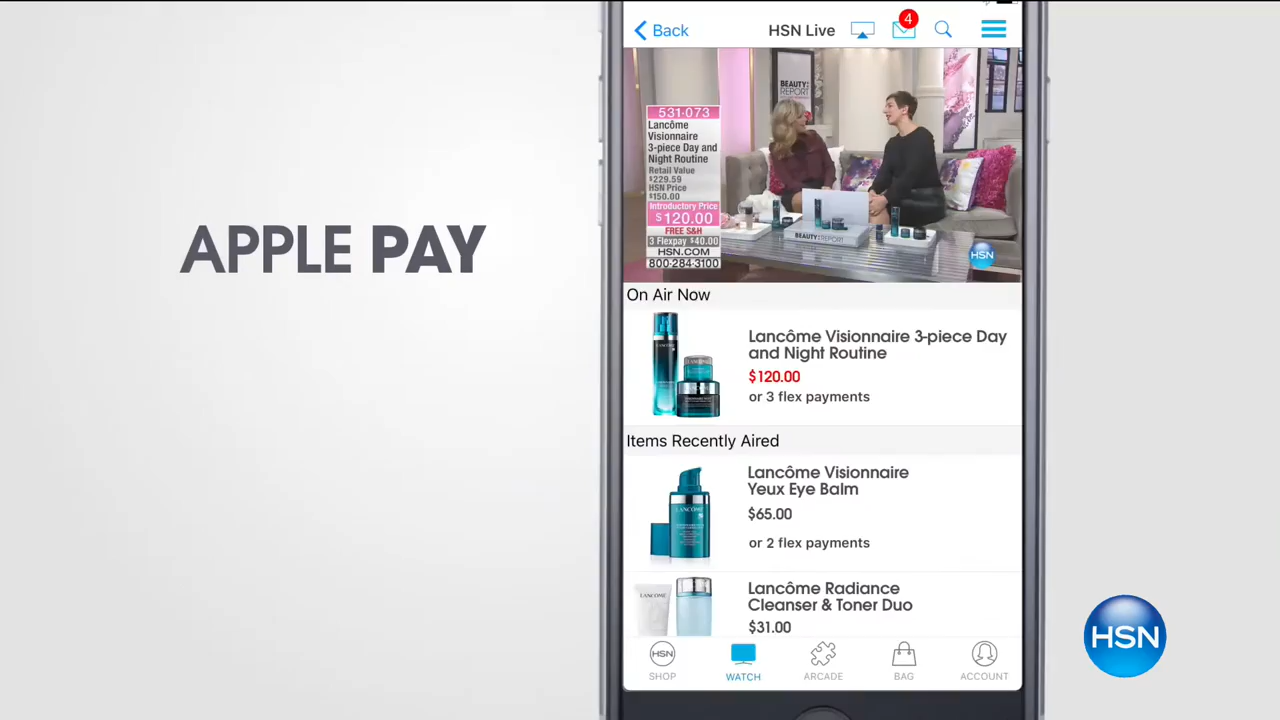 APPLE PAY
Back
HSN Live
4
BEAUTY
REPORT
531-073
Lancôme
Visionnaire
3-piece Day and
Night Routine
Retail Value
$229.59
HSN Price
$150.00
Introductory Price
$120.00
FREE S&H
3 Flexpay $40.00
HSN.COM
800-284-3100
BEAUTY REPORT
HSN
On Air Now
Lancôme Visionnaire 3-piece Day
and Night Routine
$120.00
or 3 flex payments
Items Recently Aired
LANCÔME
Lancôme Visionnaire
Yeux Eye Balm
$65.00
or 2 flex payments
LANCÔME
Lancôme Radiance
Cleanser & Toner Duo
$31.00
HSN
SHOP
WATCH
ARCADE
BAG
ACCOUNT
HSN